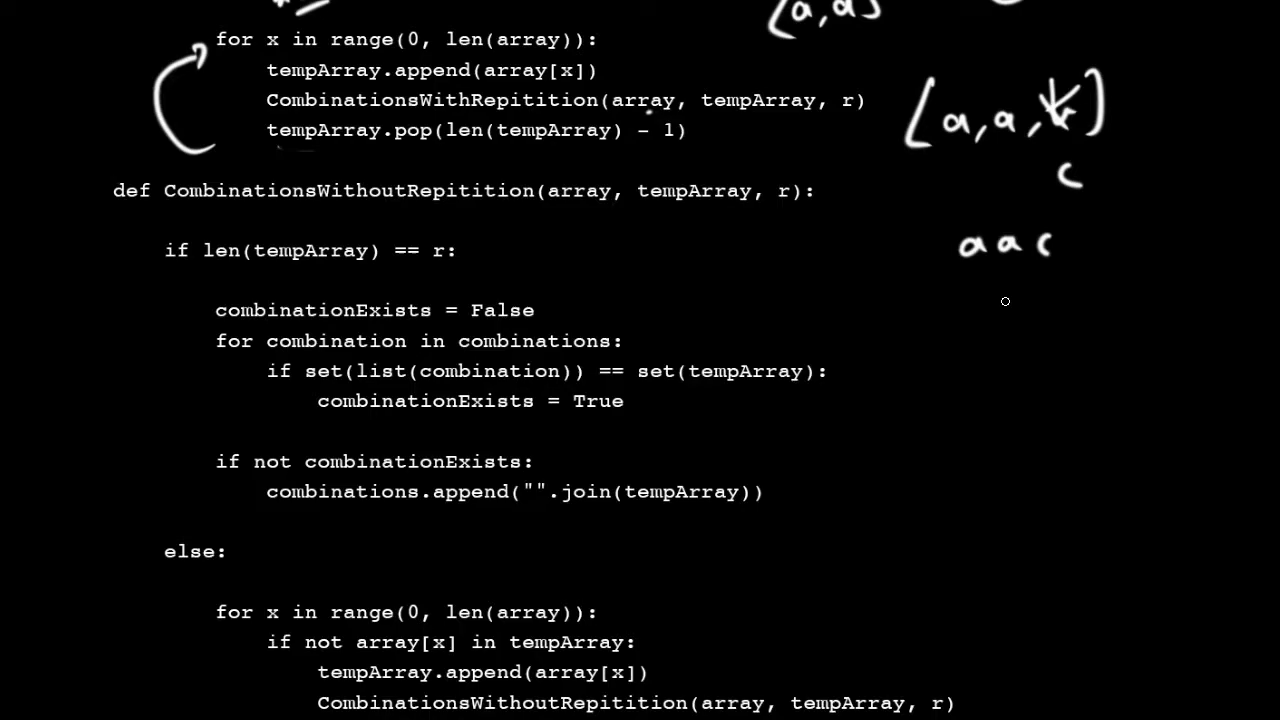 [a,a]
for x in range(0, len(array)):
tempArray.append(array[x])
CombinationsWithRepitition(array, tempArray, r)
tempArray.pop(len(tempArray) - 1)
[a,a,
c
def CombinationsWithoutRepitition(array, tempArray, r):
if len(tempArray) == r:
a a c
combinationExists = False
for combination in combinations:
if set(list(combination)) == set(tempArray):
combinationExists = True
if not combinationExists:
combinations.append("".join(tempArray))
else:
for x in range(0, len(array)):
if not array[x] in tempArray:
tempArray.append(array[x])
CombinationsWithoutRepitition(array, tempArray, r)